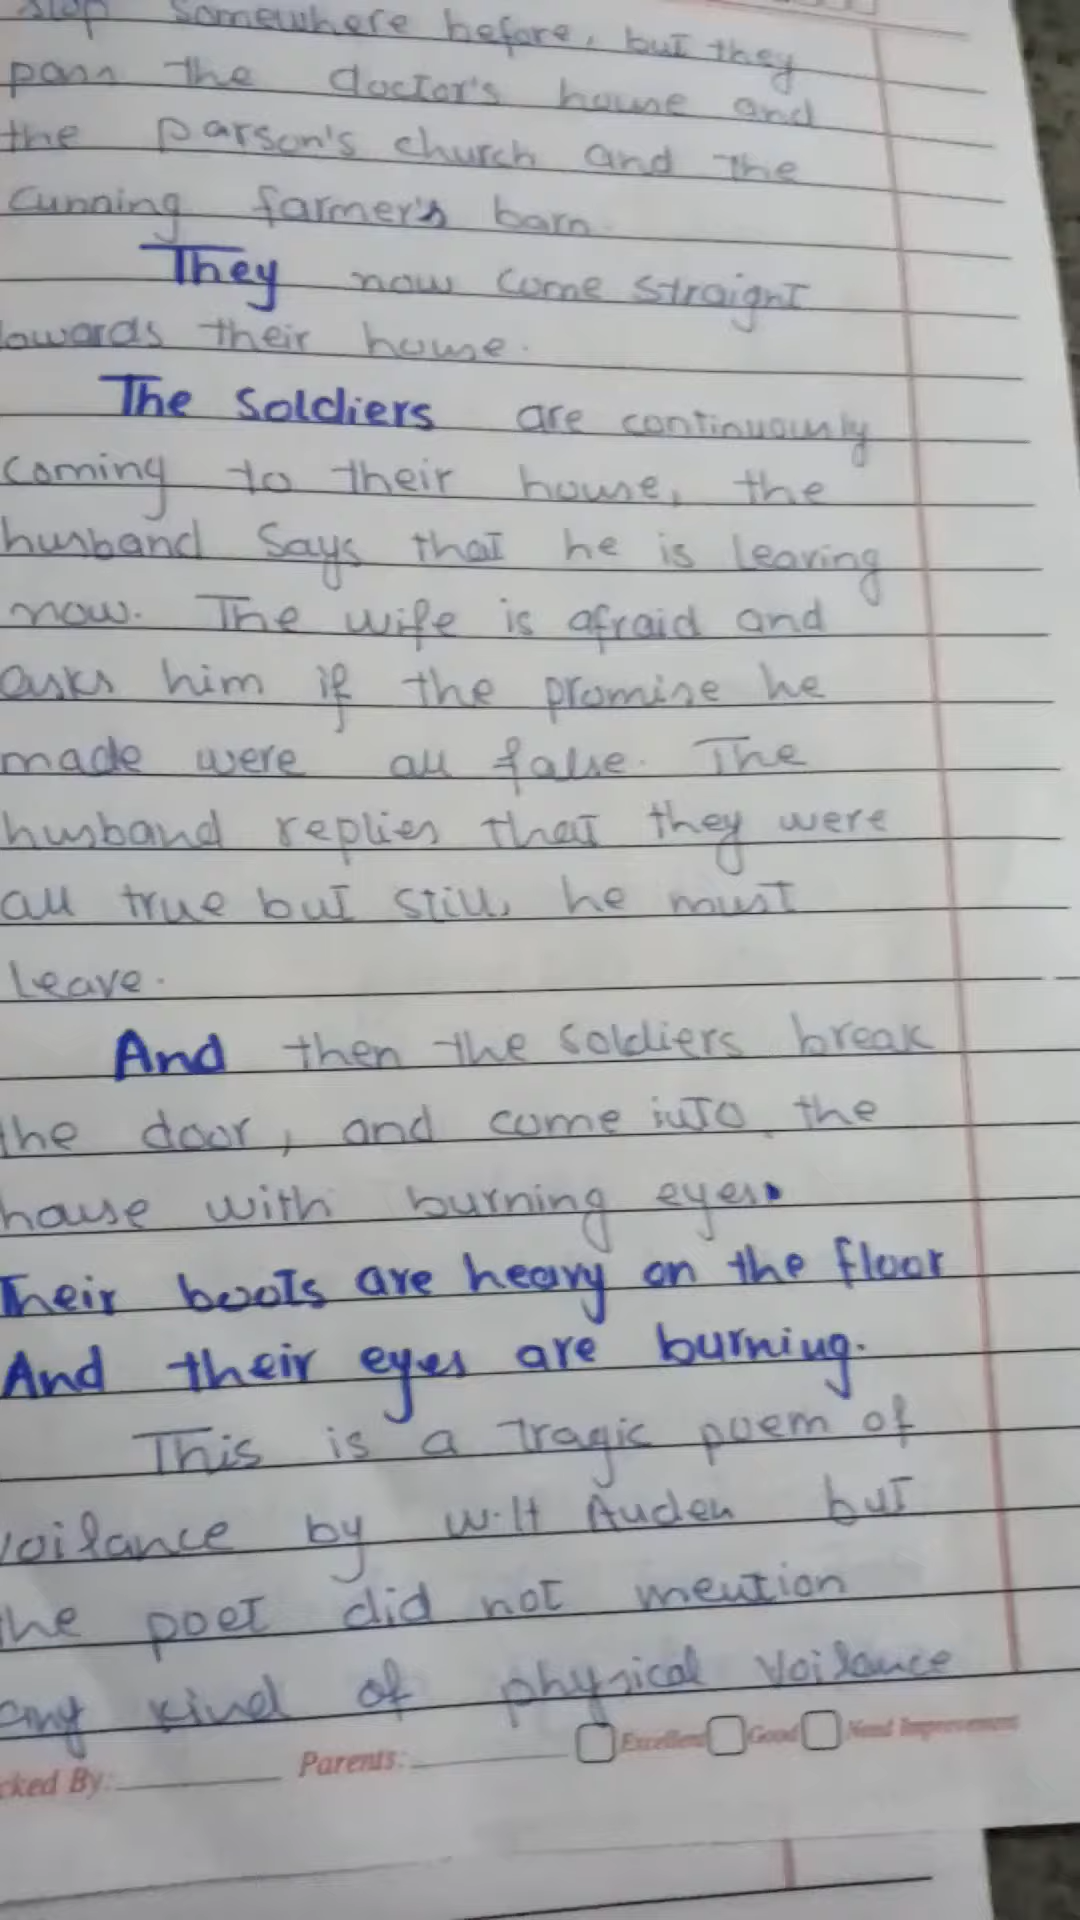 stop somewhere before, but they
pass the doctor's house and
the parson's church and the
cunning farmer's barn.
They now come straight
towards their house.
The Soldiers are continuously
coming to their house, the
husband says that he is leaving
now. The wife is afraid and
asks him if the promise he
made were all false. The
husband replies that they were
all true but still, he must
leave.
And then the soldiers break
the door, and come into the
house with burning eyes.
Their boots are heavy on the floor
And their eyes are burning.
This is a tragic poem of
voilance by W.H Auden but
the poet did not mention
any kind of physical voilance
Excellent Good Need Improvement
cked By: Parents: